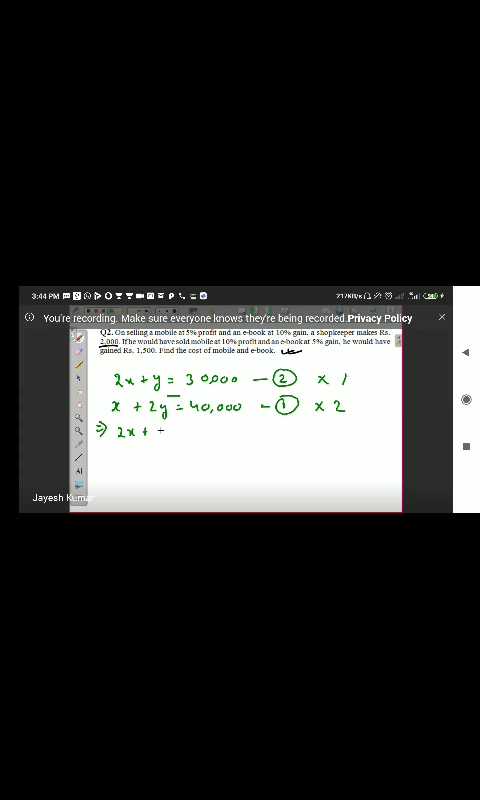 3:44 PM
217KB/s
You're recording. Make sure everyone knows they're being recorded. Privacy Policy
Q2. On selling a mobile at 5% profit and an e-book at 10% gain, a shopkeeper makes Rs.
2,000. If he would have sold mobile at 10% profit and an e-book at 5% gain, he would have
gained Rs. 1,500. Find the cost of mobile and e-book.
2x + y = 30,000 — ② × 1
x + 2y = 40,000 — ① × 2
⇒ 2x +
AI
Jayesh Kumar